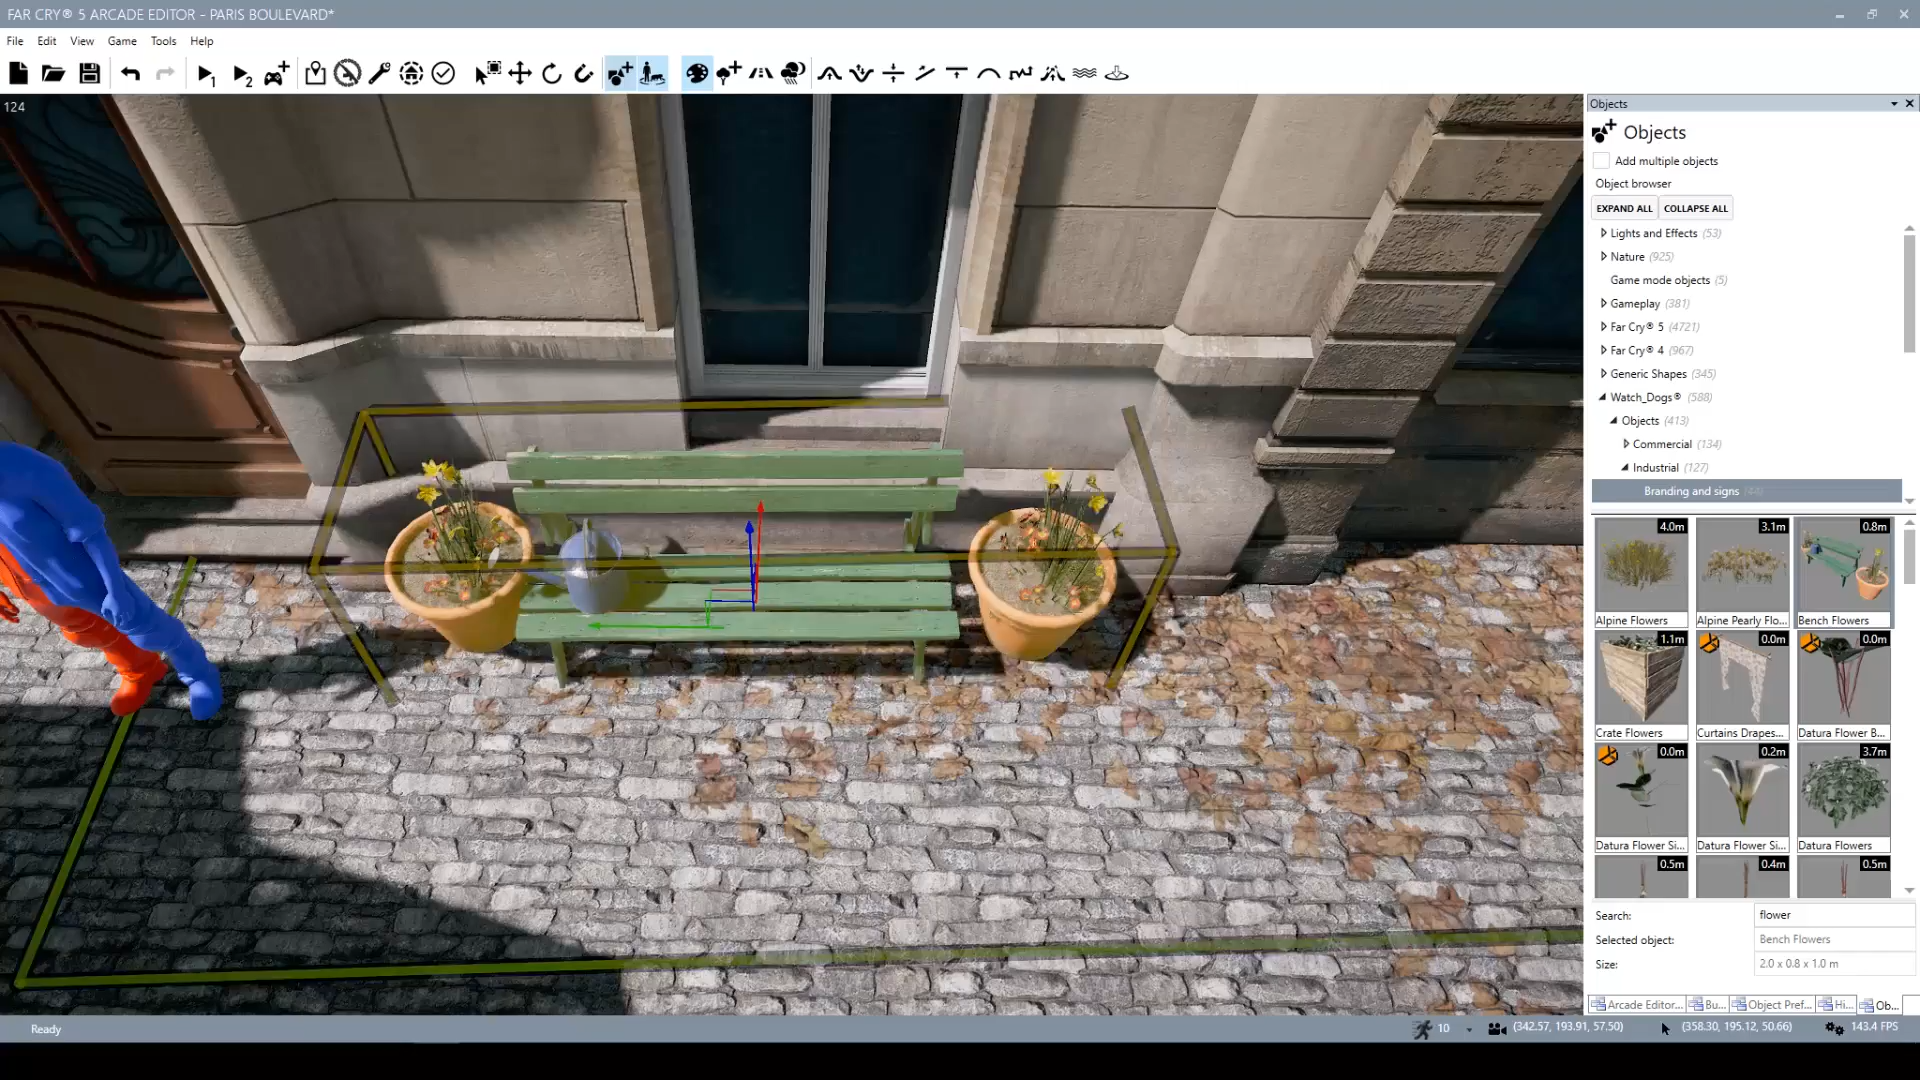 FAR CRY® 5 ARCADE EDITOR - PARIS BOULEVARD*
File Edit View Game Tools Help
1 2
124
Objects
Objects
Add multiple objects
Object browser
EXPAND ALL COLLAPSE ALL
Lights and Effects (53)
Nature (925)
Game mode objects (5)
Gameplay (381)
Far Cry® 5 (4721)
Far Cry® 4 (967)
Generic Shapes (345)
Watch_Dogs® (588)
Objects (413)
Commercial (134)
Industrial (127)
Branding and signs (44)
4.0m 3.1m 0.8m
Alpine Flowers Alpine Pearly Flo... Bench Flowers
1.1m 0.0m 0.0m
Crate Flowers Curtains Drapes... Datura Flower B...
0.0m 0.2m 3.7m
Datura Flower Si... Datura Flower Si... Datura Flowers
0.5m 0.4m 0.5m
Search: flower
Selected object: Bench Flowers
Size: 2.0 x 0.8 x 1.0 m
Arcade Editor... Bu... Object Pref... Hi... Ob...
Ready 10 (342.57, 193.91, 57.50) (358.30, 195.12, 50.66) 143.4 FPS